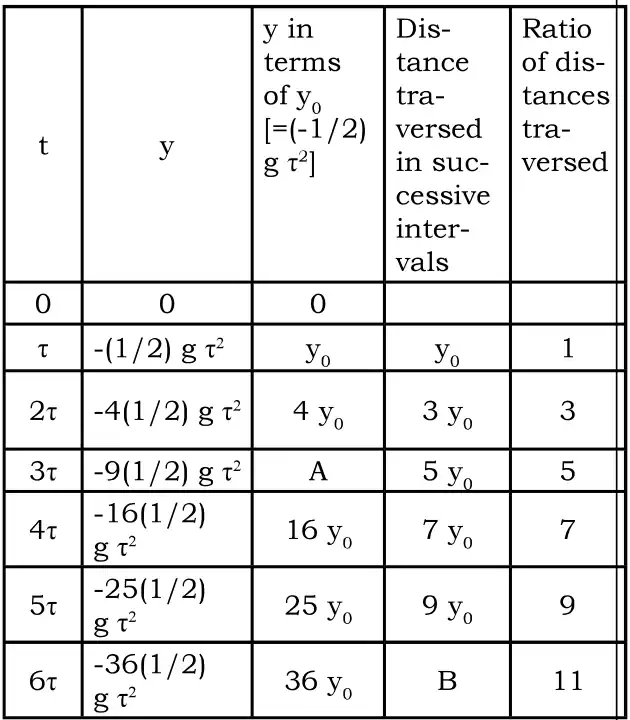 t
y
y in
terms
of y₀
[=(-1/2)
g τ²]
Dis-
tance
tra-
versed
in suc-
cessive
inter-
vals
Ratio
of dis-
tances
tra-
versed
0 0 0
τ -(1/2) g τ² y₀ y₀ 1
2τ -4(1/2) g τ² 4 y₀ 3 y₀ 3
3τ -9(1/2) g τ² A 5 y₀ 5
4τ -16(1/2)
g τ² 16 y₀ 7 y₀ 7
5τ -25(1/2)
g τ² 25 y₀ 9 y₀ 9
6τ -36(1/2)
g τ² 36 y₀ B 11